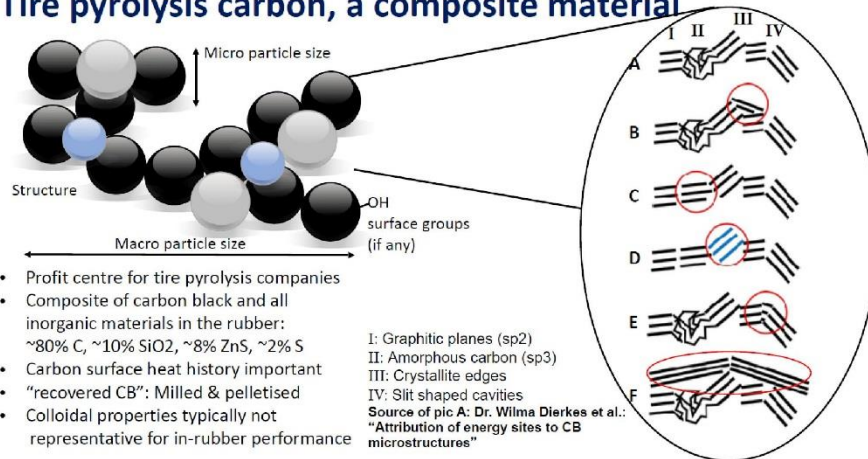 Tire pyrolysis carbon, a composite material
Micro particle size
Structure
OH
surface groups
(if any)
Macro particle size
• Profit centre for tire pyrolysis companies
• Composite of carbon black and all
inorganic materials in the rubber:
~80% C, ~10% SiO2, ~8% ZnS, ~2% S
• Carbon surface heat history important
• “recovered CB”: Milled & pelletised
• Colloidal properties typically not
representative for in-rubber performance
I: Graphitic planes (sp2)
II: Amorphous carbon (sp3)
III: Crystallite edges
IV: Slit shaped cavities
Source of pic A: Dr. Wilma Dierkes et al.:
“Attribution of energy sites to CB
microstructures”
I II III IV
A
B
C
D
E
F